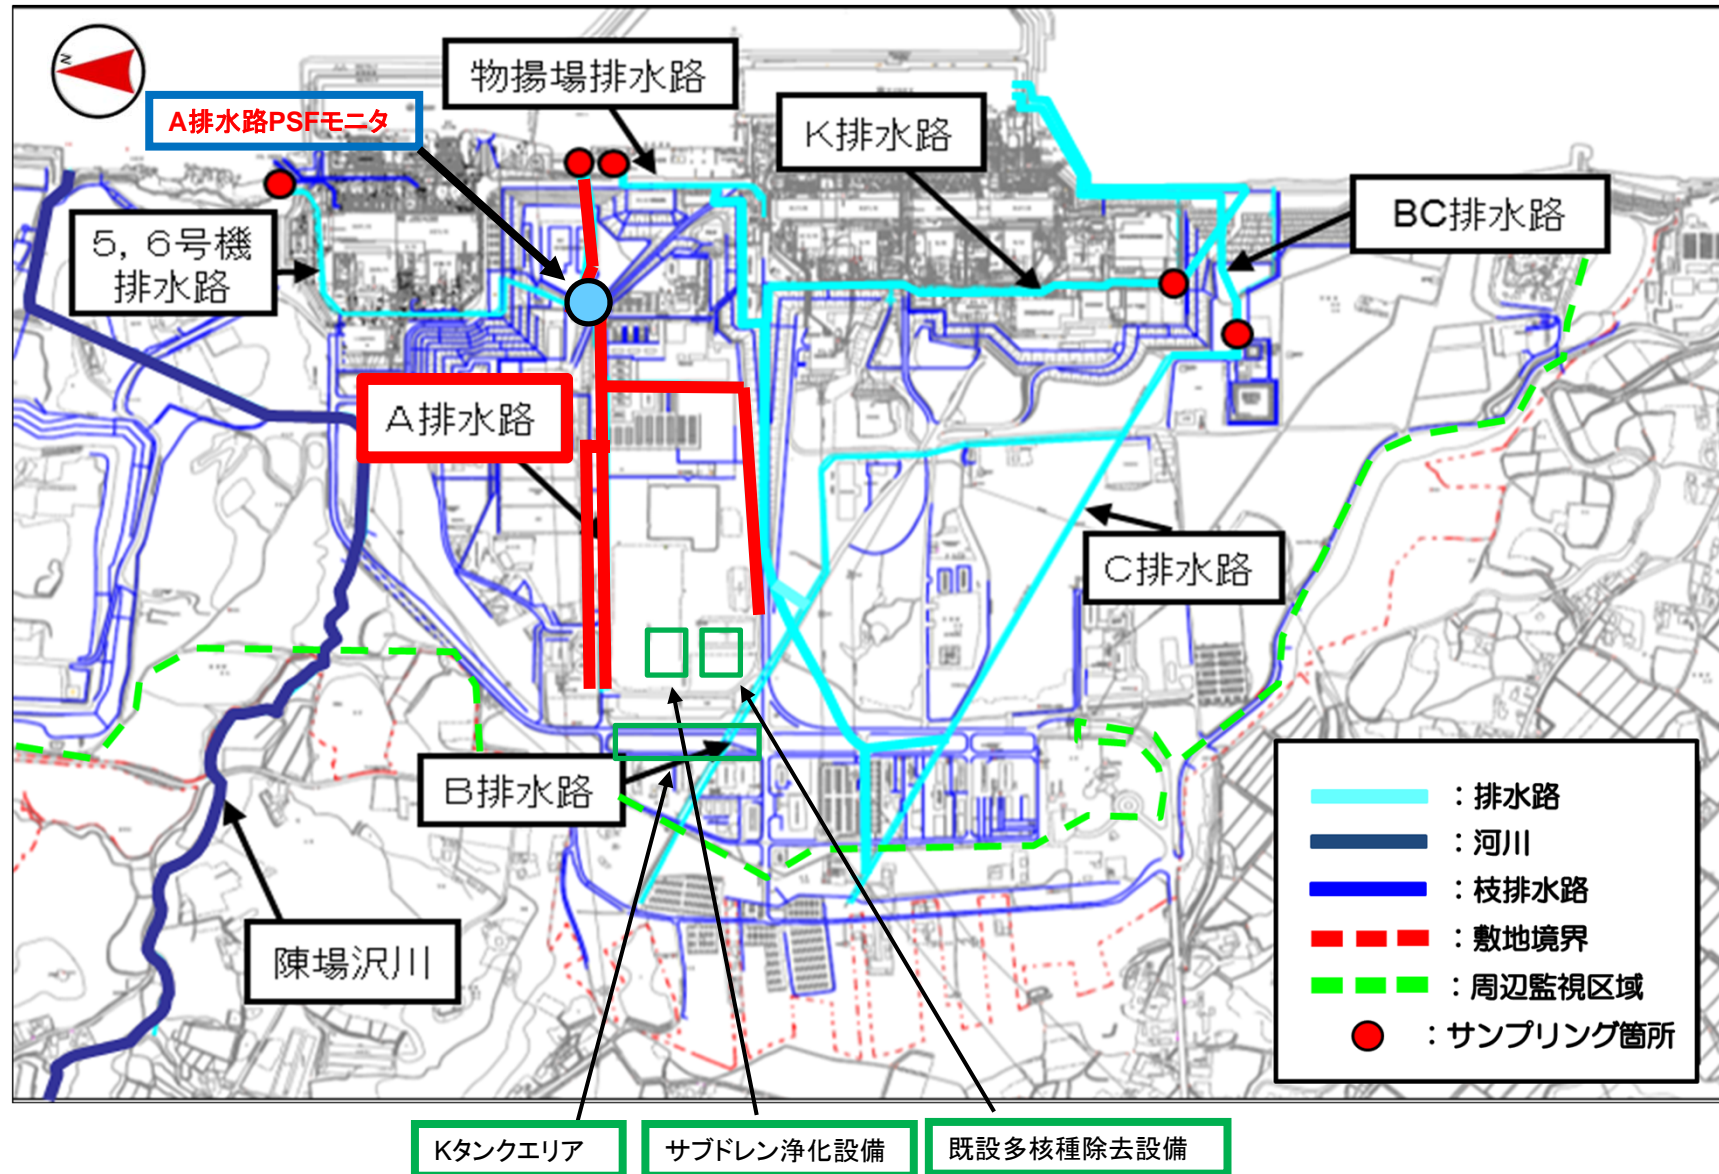 N
物揚場排水路
A排水路PSFモニタ
K排水路
BC排水路
5，6号機
排水路
A排水路
C排水路
B排水路
陳場沢川
：排水路
：河川
：枝排水路
：敷地境界
：周辺監視区域
：サンプリング箇所
Kタンクエリア
サブドレン浄化設備
既設多核種除去設備